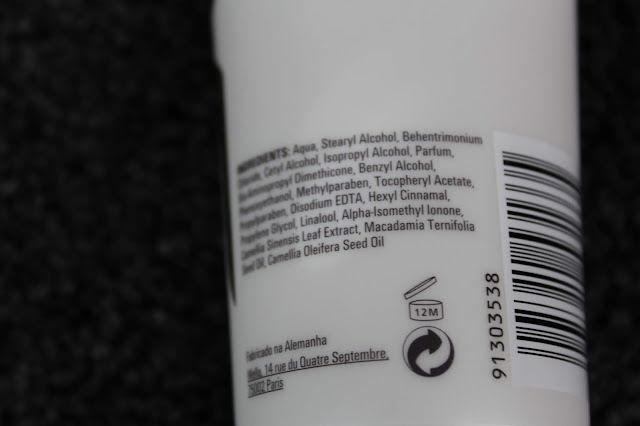 INGREDIENTS: Aqua, Stearyl Alcohol, Behentrimonium
Chloride, Cetyl Alcohol, Isopropyl Alcohol, Parfum,
Bis-Aminopropyl Dimethicone, Benzyl Alcohol,
Phenoxyethanol, Methylparaben, Tocopheryl Acetate,
Propylparaben, Disodium EDTA, Hexyl Cinnamal,
Propylene Glycol, Linalool, Alpha-Isomethyl Ionone,
Camellia Sinensis Leaf Extract, Macadamia Ternifolia
Seed Oil, Camellia Oleifera Seed Oil
12M
91303538
Fabricado na Alemanha
Wella, 14 rue du Quatre Septembre,
75002 Paris